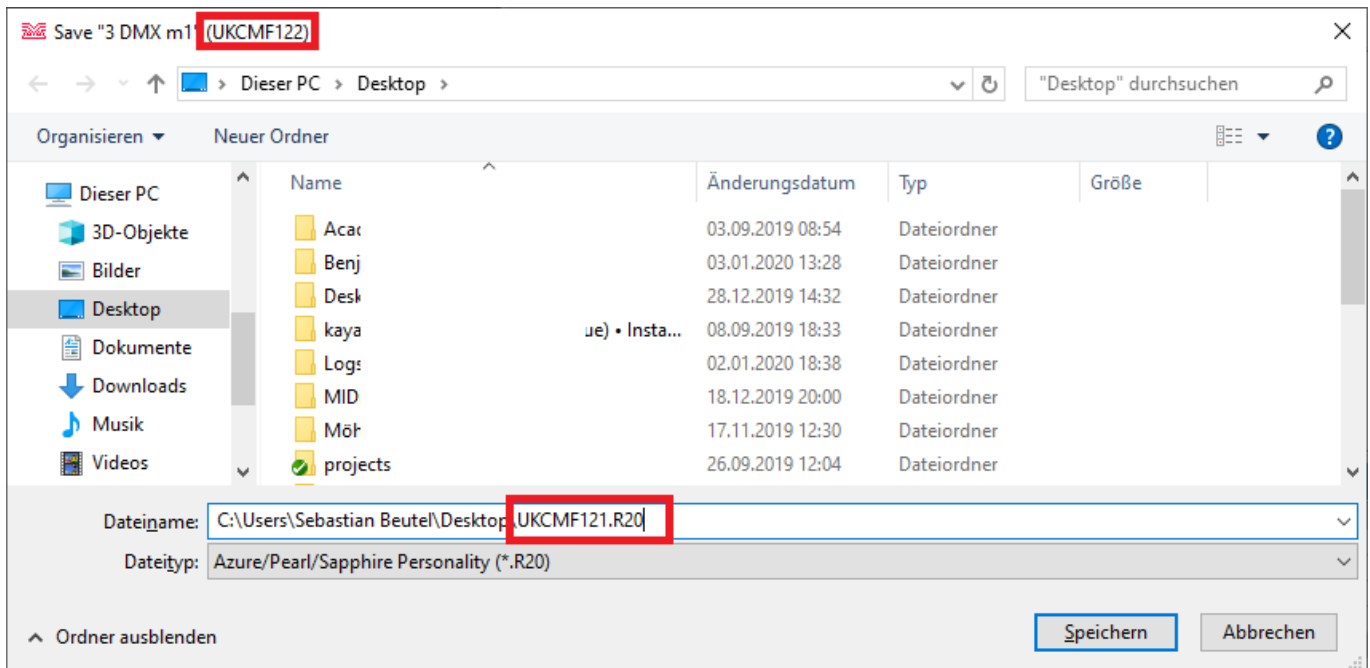 Save "3 DMX m1" (UKCMF122)
Dieser PC > Desktop >
"Desktop" durchsuchen
Organisieren
Neuer Ordner
Name Änderungsdatum Typ Größe
Dieser PC
3D-Objekte
Bilder
Desktop
Dokumente
Downloads
Musik
Videos
03.09.2019 08:54 Dateiordner
Benj 03.01.2020 13:28 Dateiordner
Desk 28.12.2019 14:32 Dateiordner
kaya ue) • Insta... 08.09.2019 18:33 Dateiordner
Logs 02.01.2020 18:38 Dateiordner
MID 18.12.2019 20:00 Dateiordner
Möh 17.11.2019 12:30 Dateiordner
projects 26.09.2019 12:04 Dateiordner
Dateiname: C:\Users\Sebastian Beutel\Desktop\UKCMF121.R20
Dateityp: Azure/Pearl/Sapphire Personality (*.R20)
Ordner ausblenden
Speichern
Abbrechen